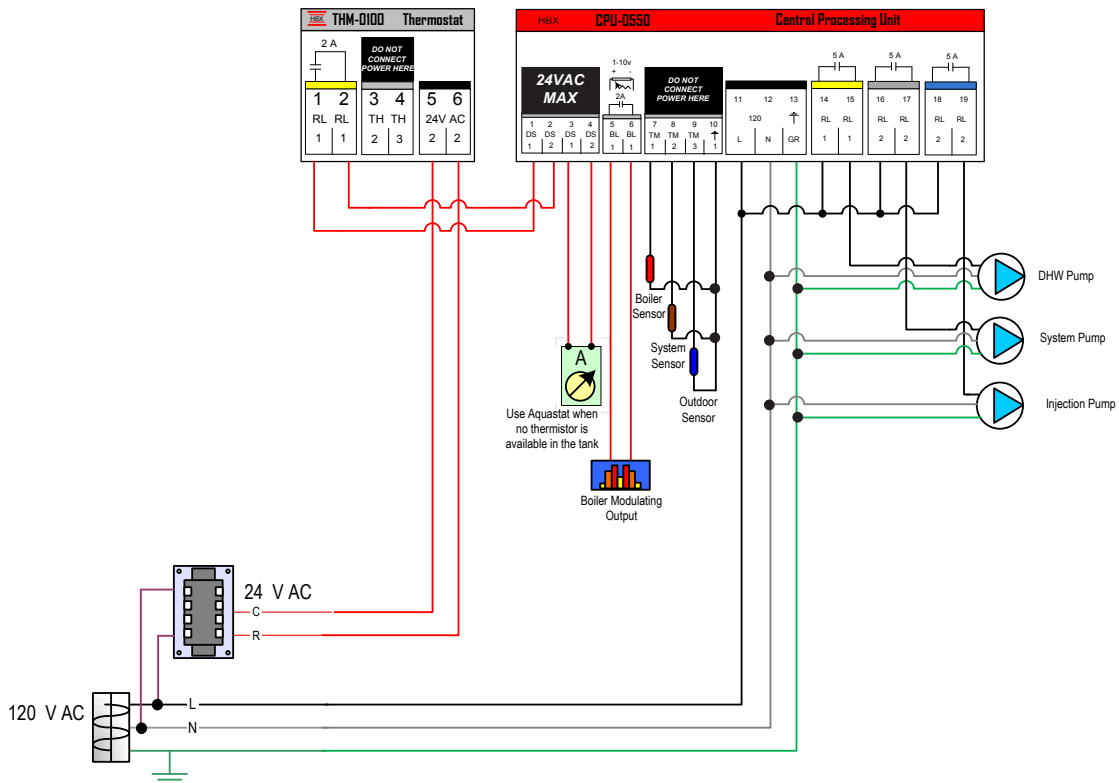 HBX THM-0100 Thermostat
2 A
DO NOT
CONNECT
POWER HERE
1 2 3 4 5 6
RL RL TH TH 24V AC
1 1 2 3 2 2
HBX CPU-0550 Central Processing Unit
24VAC
MAX
1-10v
+ -
2A
DO NOT
CONNECT
POWER HERE
5 A
5 A
5 A
1 2 3 4 5 6 7 8 9 10 11 12 13 14 15 16 17 18 19
DS DS DS DS BL BL TM TM TM 120 RL RL RL RL RL RL
1 2 1 2 1 1 1 2 3 1 L N GR 1 1 2 2 2 2
DHW Pump
Boiler
Sensor
System Pump
System
Sensor
A
Outdoor
Sensor
Injection Pump
Use Aquastat when
no thermistor is
available in the tank
Boiler Modulating
Output
24 V AC
C
R
120 V AC
L
N